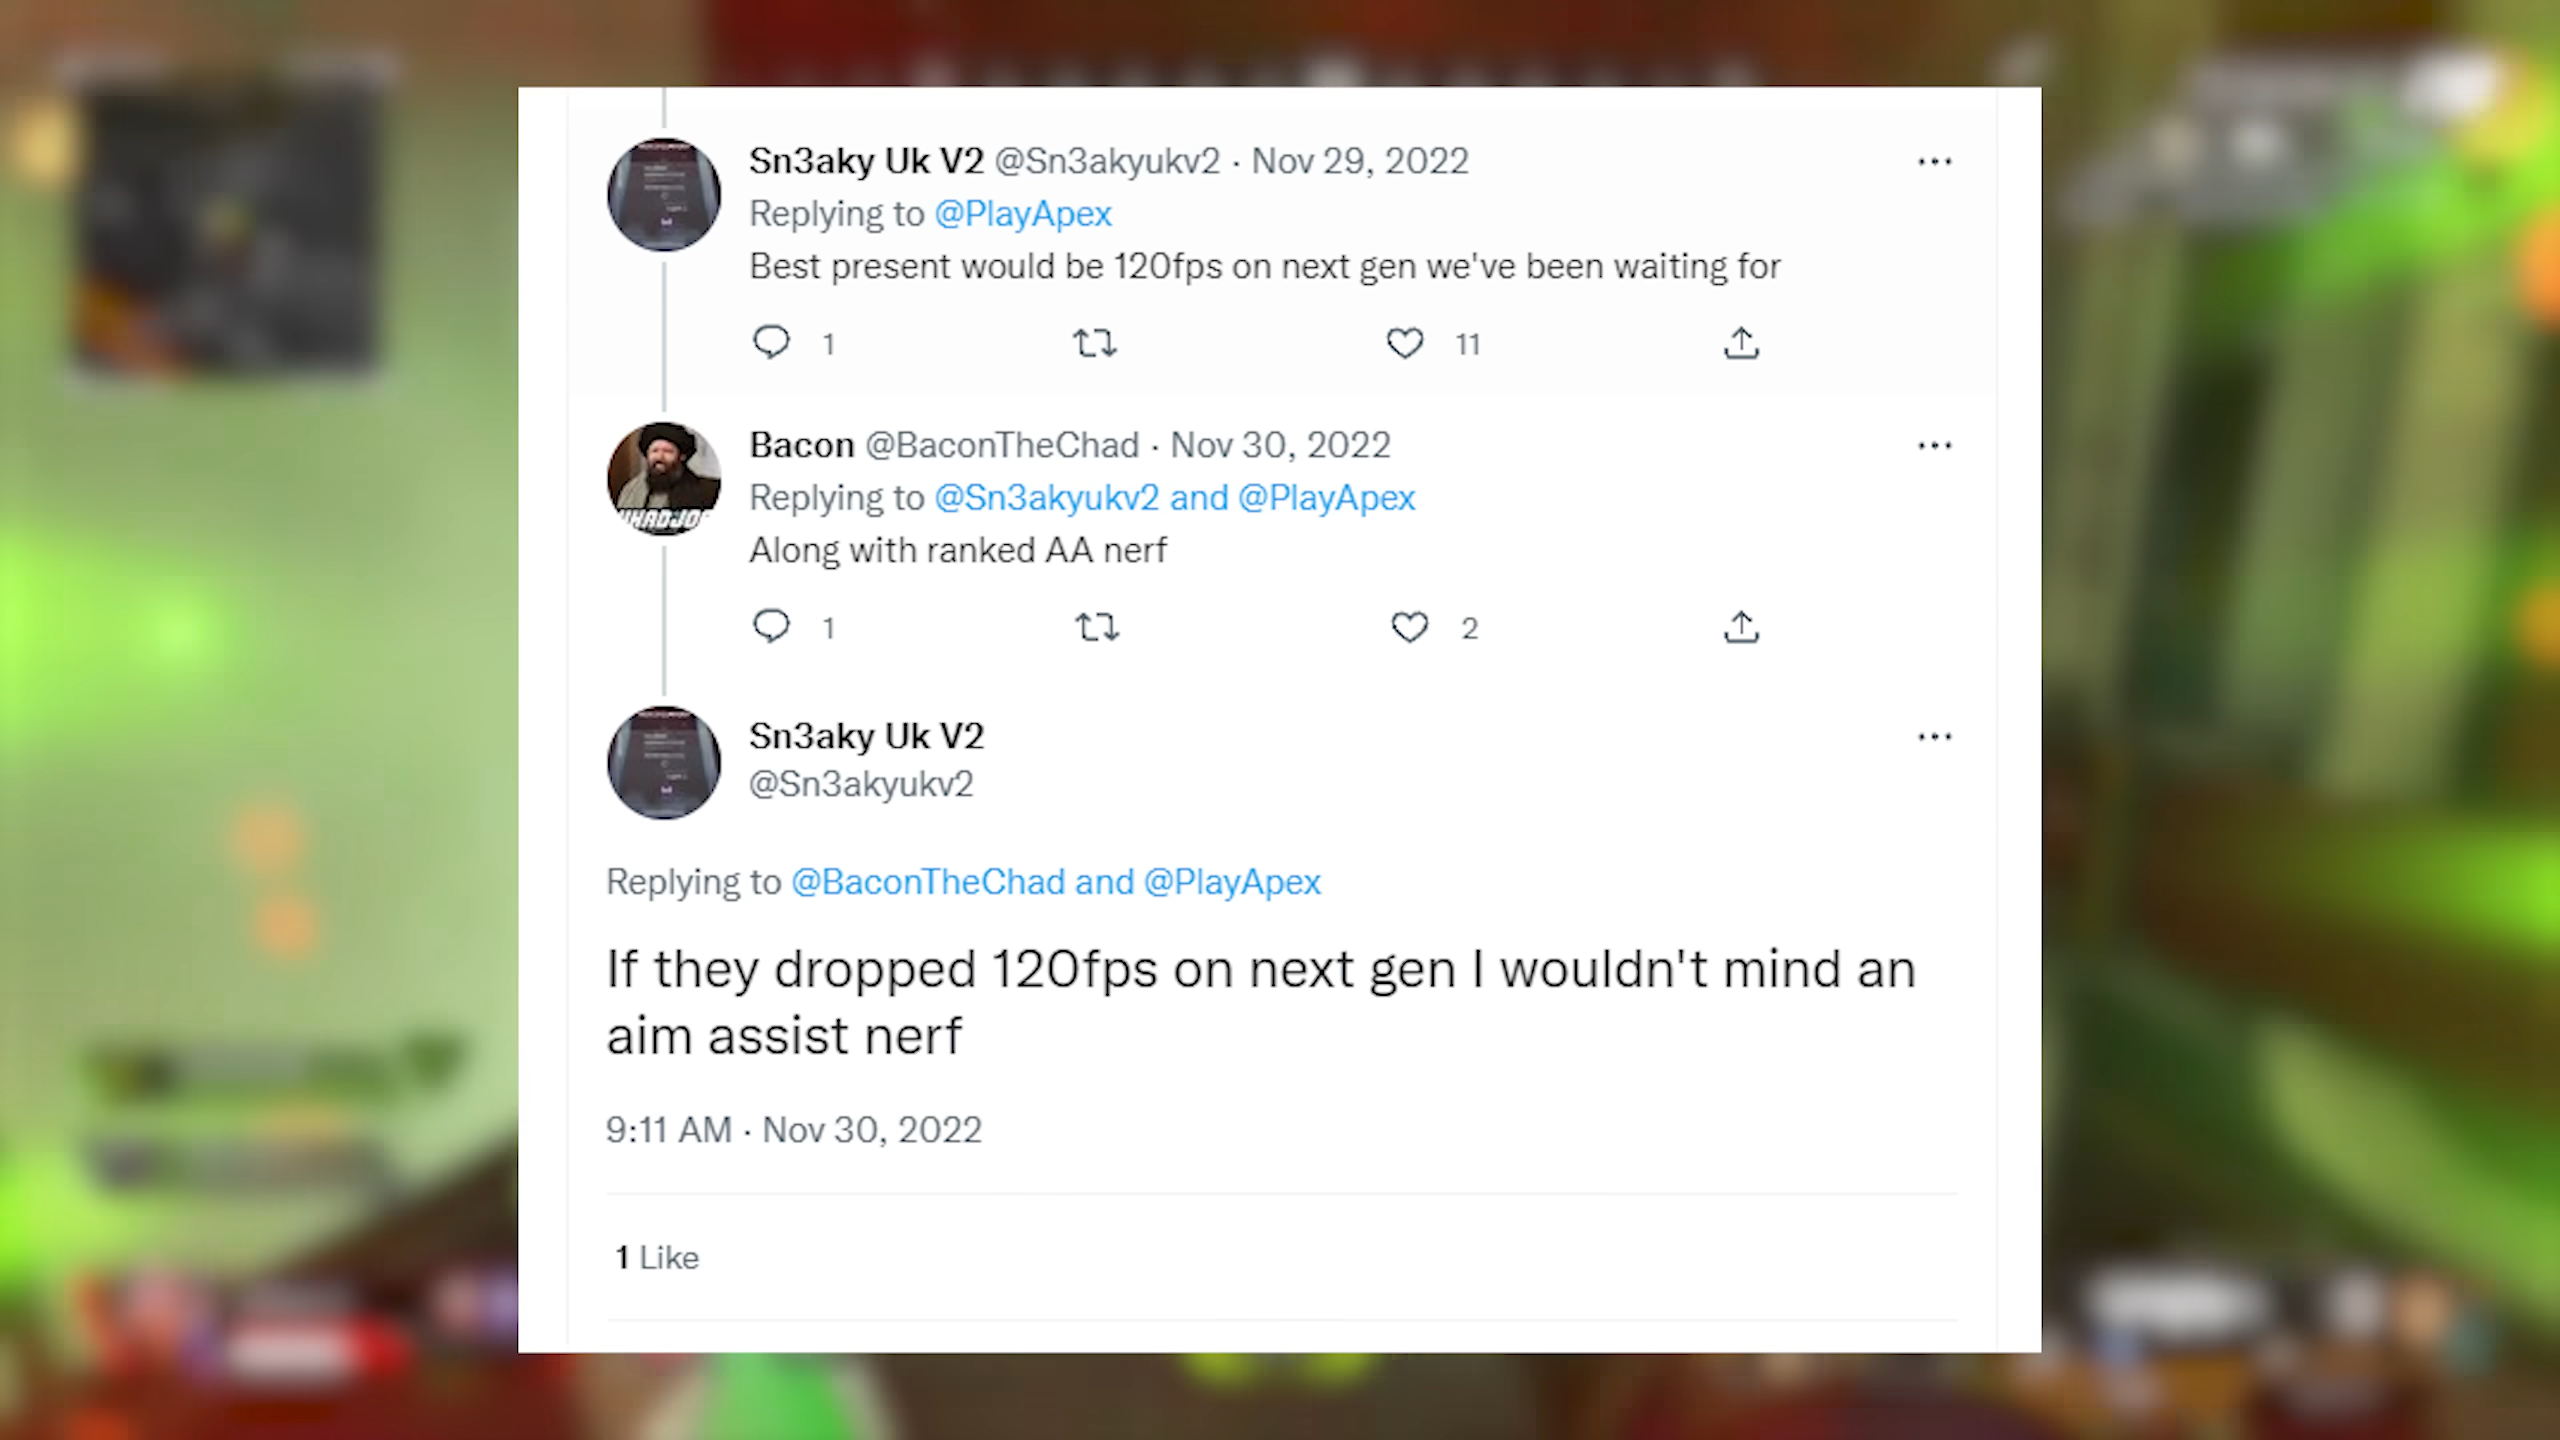 Sn3aky Uk V2 @Sn3akyukv2 · Nov 29, 2022
Replying to @PlayApex
Best present would be 120fps on next gen we've been waiting for
1 11
Bacon @BaconTheChad · Nov 30, 2022
Replying to @Sn3akyukv2 and @PlayApex
Along with ranked AA nerf
1 2
Sn3aky Uk V2
@Sn3akyukv2
Replying to @BaconTheChad and @PlayApex
If they dropped 120fps on next gen I wouldn't mind an
aim assist nerf
9:11 AM · Nov 30, 2022
1 Like